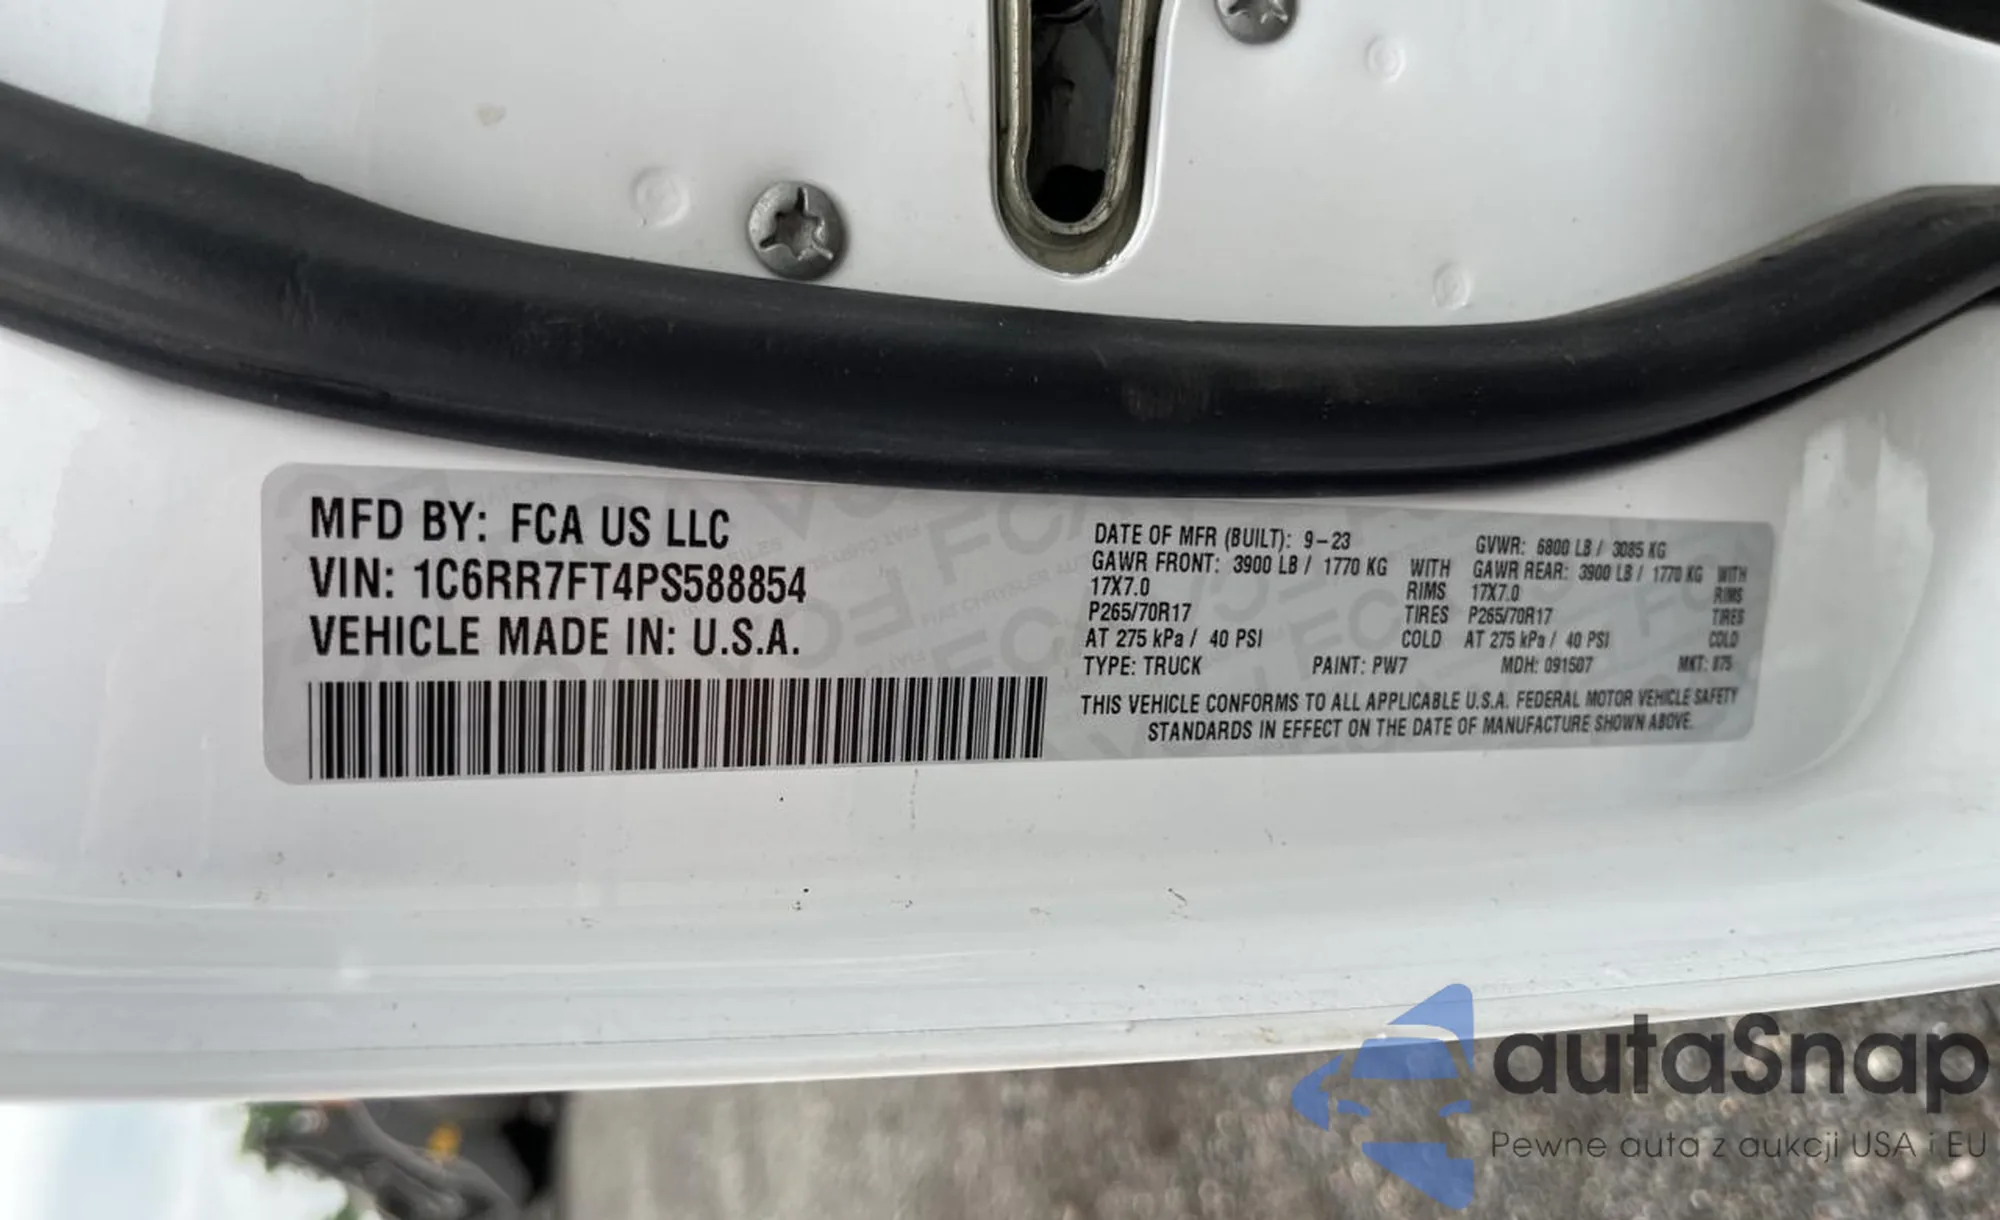 MFD BY: FCA US LLC
VIN: 1C6RR7FT4PS588854
VEHICLE MADE IN: U.S.A.
DATE OF MFR (BUILT): 9-23 GVWR: 6800 LB / 3085 KG
GAWR FRONT: 3900 LB / 1770 KG WITH GAWR REAR: 3900 LB / 1770 KG WITH
17X7.0 RIMS 17X7.0 RIMS
P265/70R17 TIRES P265/70R17 TIRES
AT 275 kPa / 40 PSI COLD AT 275 kPa / 40 PSI COLD
TYPE: TRUCK PAINT: PW7 MDH: 091507 MKT: 875
THIS VEHICLE CONFORMS TO ALL APPLICABLE U.S.A. FEDERAL MOTOR VEHICLE SAFETY
STANDARDS IN EFFECT ON THE DATE OF MANUFACTURE SHOWN ABOVE.
autaSnap
Pewne auta z aukcji USA i EU